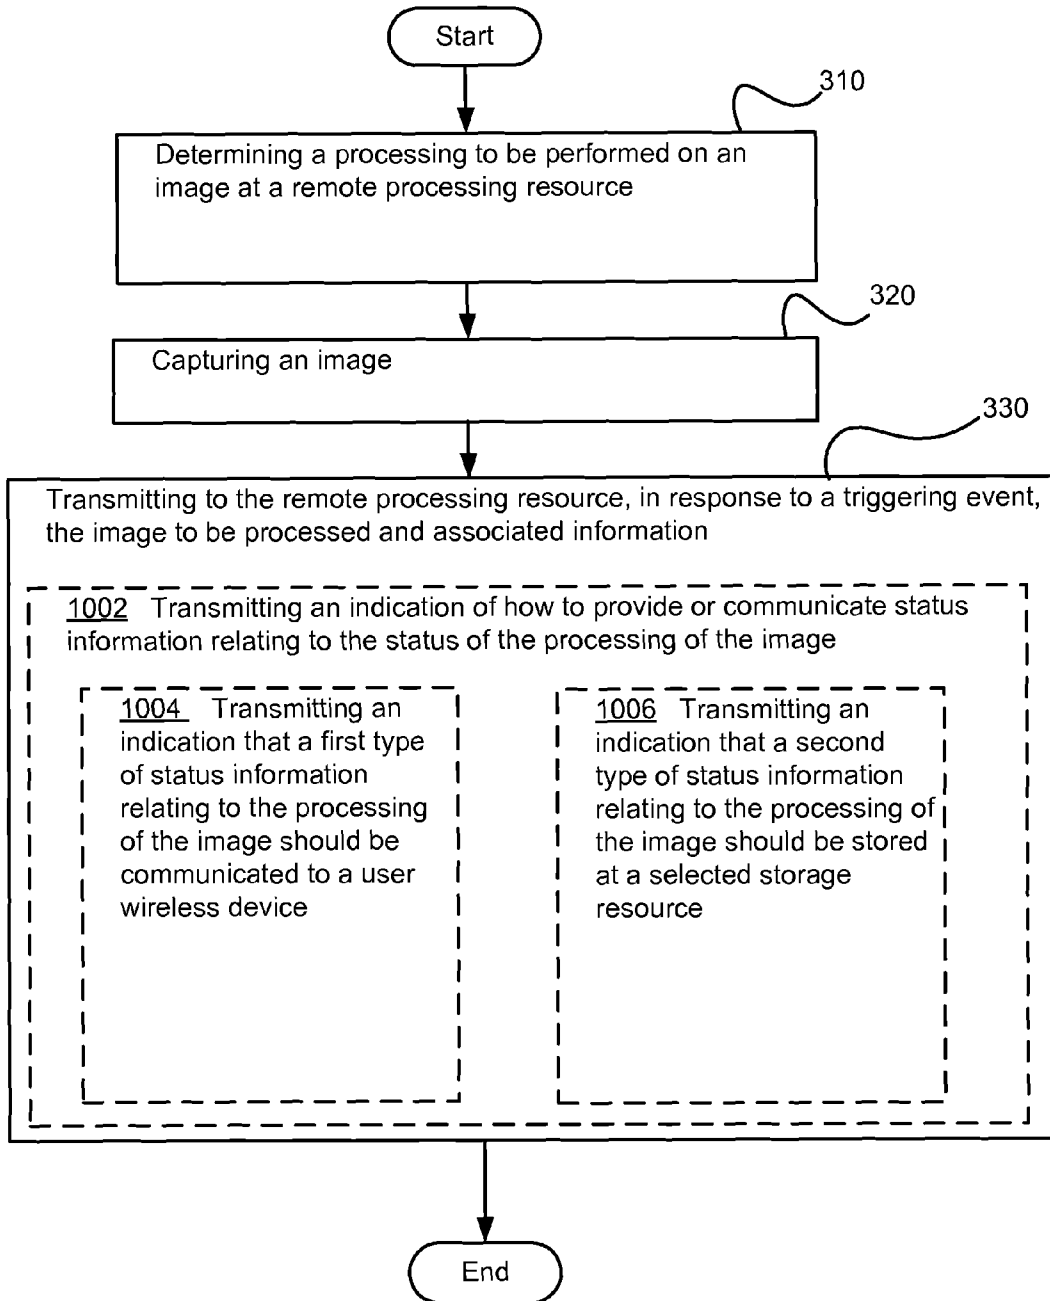 Start
310
Determining a processing to be performed on an
image at a remote processing resource
320
Capturing an image
330
Transmitting to the remote processing resource, in response to a triggering event,
the image to be processed and associated information
1002 Transmitting an indication of how to provide or communicate status
information relating to the status of the processing of the image
1004 Transmitting an
indication that a first type
of status information
relating to the processing
of the image should be
communicated to a user
wireless device
1006 Transmitting an
indication that a second
type of status information
relating to the processing of
the image should be stored
at a selected storage
resource
End